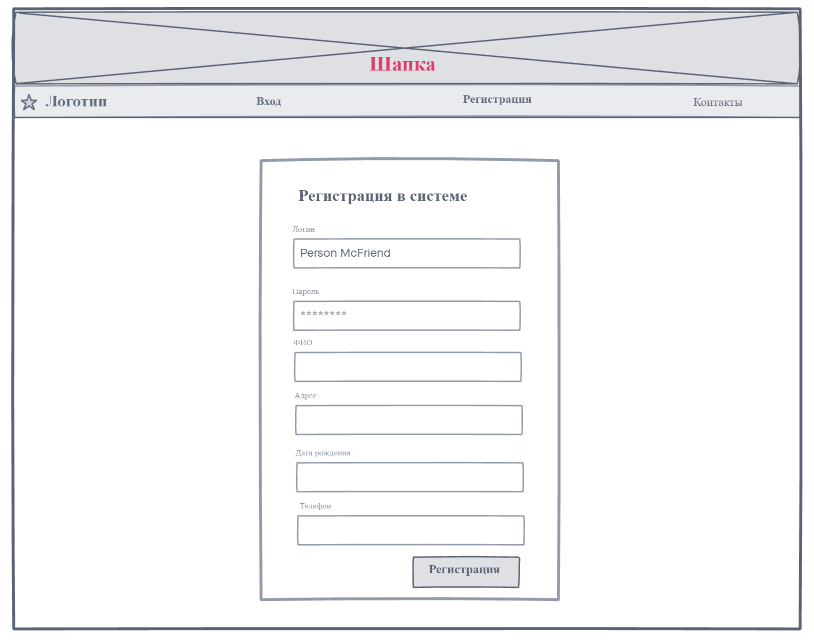 Шапка
Логотип Вход Регистрация Контакты
Регистрация в системе
Логин
Person McFriend
Пароль
********
ФИО
Адрес
Дата рождения
Телефон
Регистрация